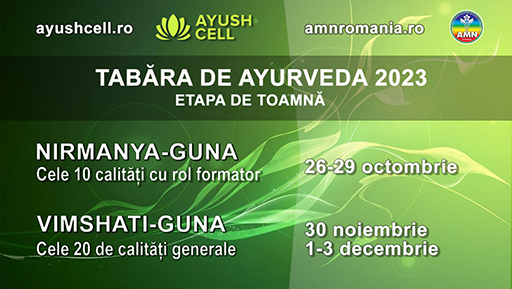 ayushcell.ro
AYUSH
CELL®
amnromania.ro
AMN
TABĂRA DE AYURVEDA 2023
ETAPA DE TOAMNĂ
NIRMANYA-GUNA
Cele 10 calități cu rol formator
26-29 octombrie
VIMSHATI-GUNA
Cele 20 de calități generale
30 noiembrie
1-3 decembrie